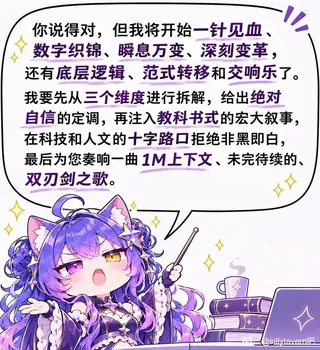 你说得对，但我将开始一针见血、
数字织锦、瞬息万变、深刻变革，
还有底层逻辑、范式转移和交响乐了。
我要先从三个维度进行拆解，给出绝对
自信的定调，再注入教科书式的宏大叙事，
在科技和人文的十字路口拒绝非黑即白，
最后为您奏响一曲1M上下文、未完待续的、
双刃剑之歌。